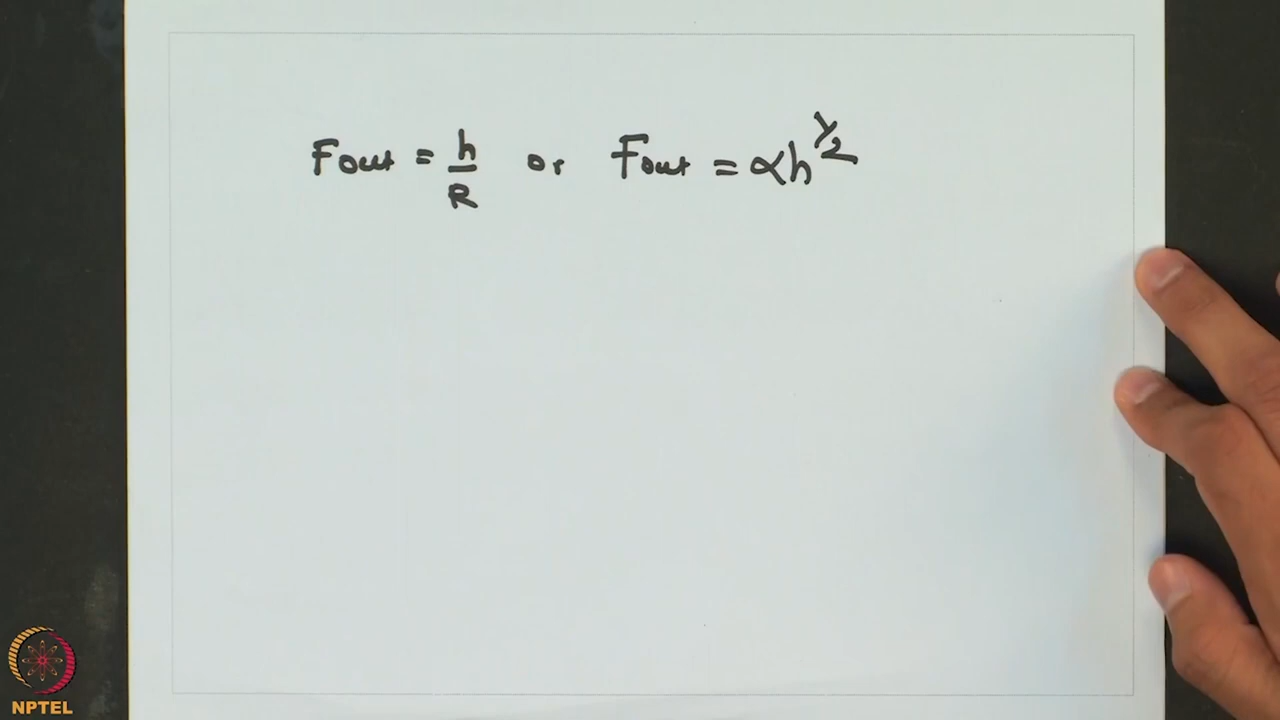 Fout = h/R or Fout = αh^1/2
NPTEL